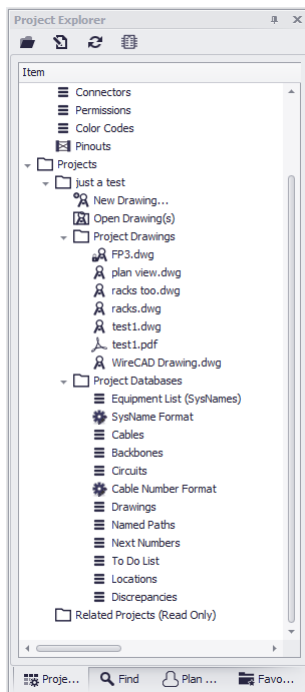 Project Explorer
Item
Connectors
Permissions
Color Codes
Pinouts
Projects
just a test
New Drawing...
Open Drawing(s)
Project Drawings
FP3.dwg
plan view.dwg
racks too.dwg
racks.dwg
test1.dwg
test1.pdf
WireCAD Drawing.dwg
Project Databases
Equipment List (SysNames)
SysName Format
Cables
Backbones
Circuits
Cable Number Format
Drawings
Named Paths
Next Numbers
To Do List
Locations
Discrepancies
Related Projects (Read Only)
Proje... Find Plan ... Favo...